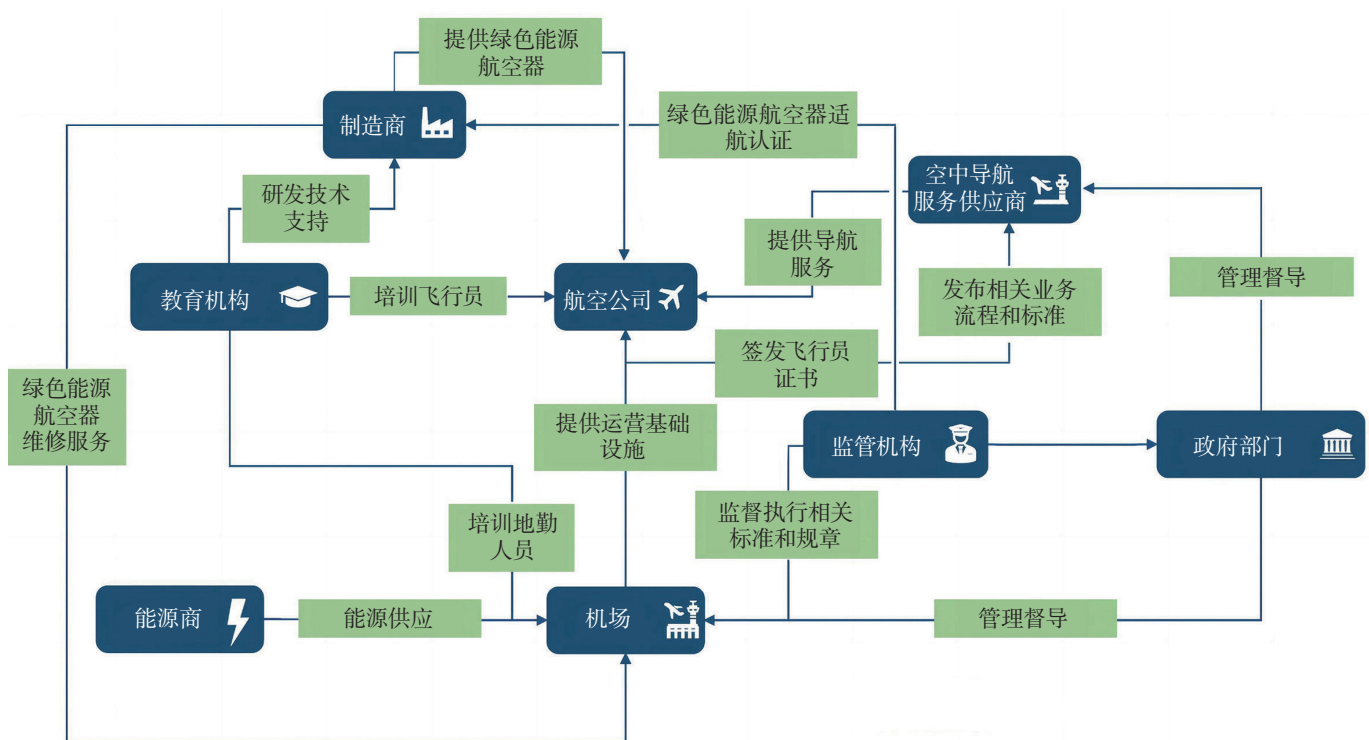 提供绿色能源
航空器
制造商
绿色能源航空器适
航认证
空中导航
服务供应商
研发技术
支持
提供导航
服务
教育机构
培训飞行员
航空公司
发布相关业务
流程和标准
管理督导
签发飞行员
证书
绿色能源
航空器
维修服务
提供运营基础
设施
监管机构
政府部门
培训地勤
人员
监督执行相关
标准和规章
能源商
能源供应
机场
管理督导